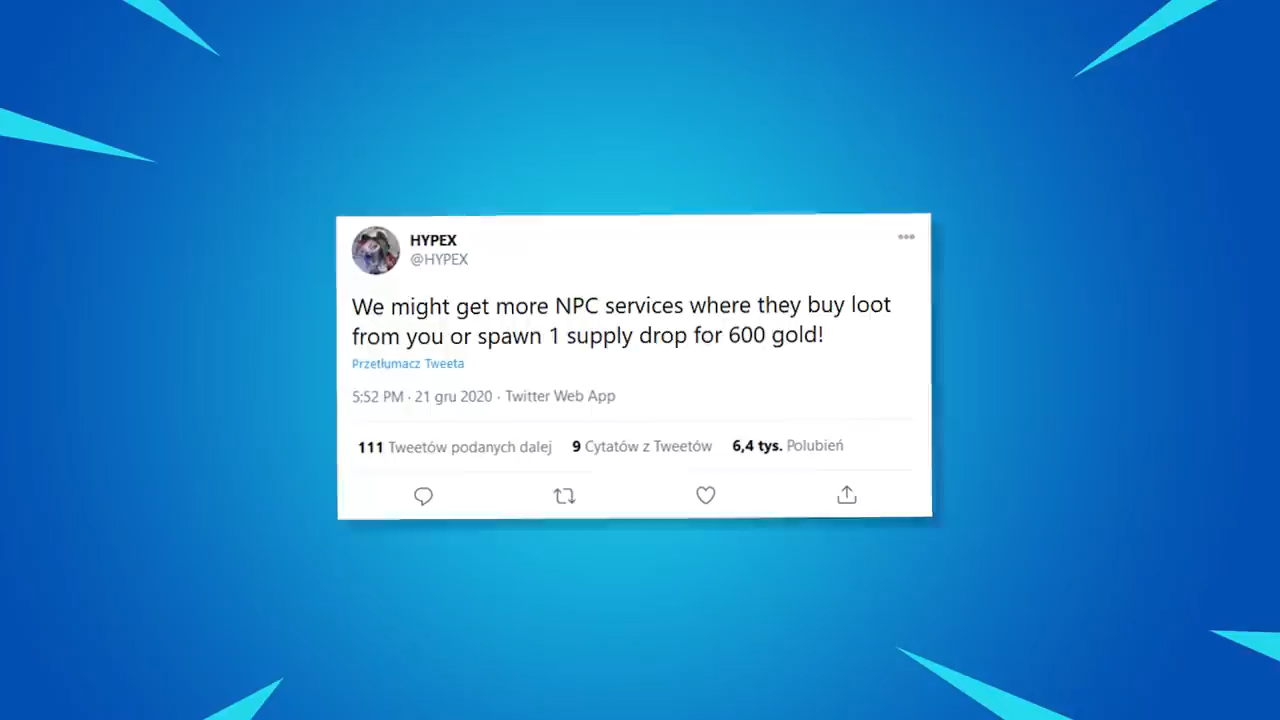 HYPEX
@HYPEX
We might get more NPC services where they buy loot
from you or spawn 1 supply drop for 600 gold!
Przetłumacz Tweeta
5:52 PM · 21 gru 2020 · Twitter Web App
111 Tweetów podanych dalej 9 Cytatów z Tweetów 6,4 tys. Polubień